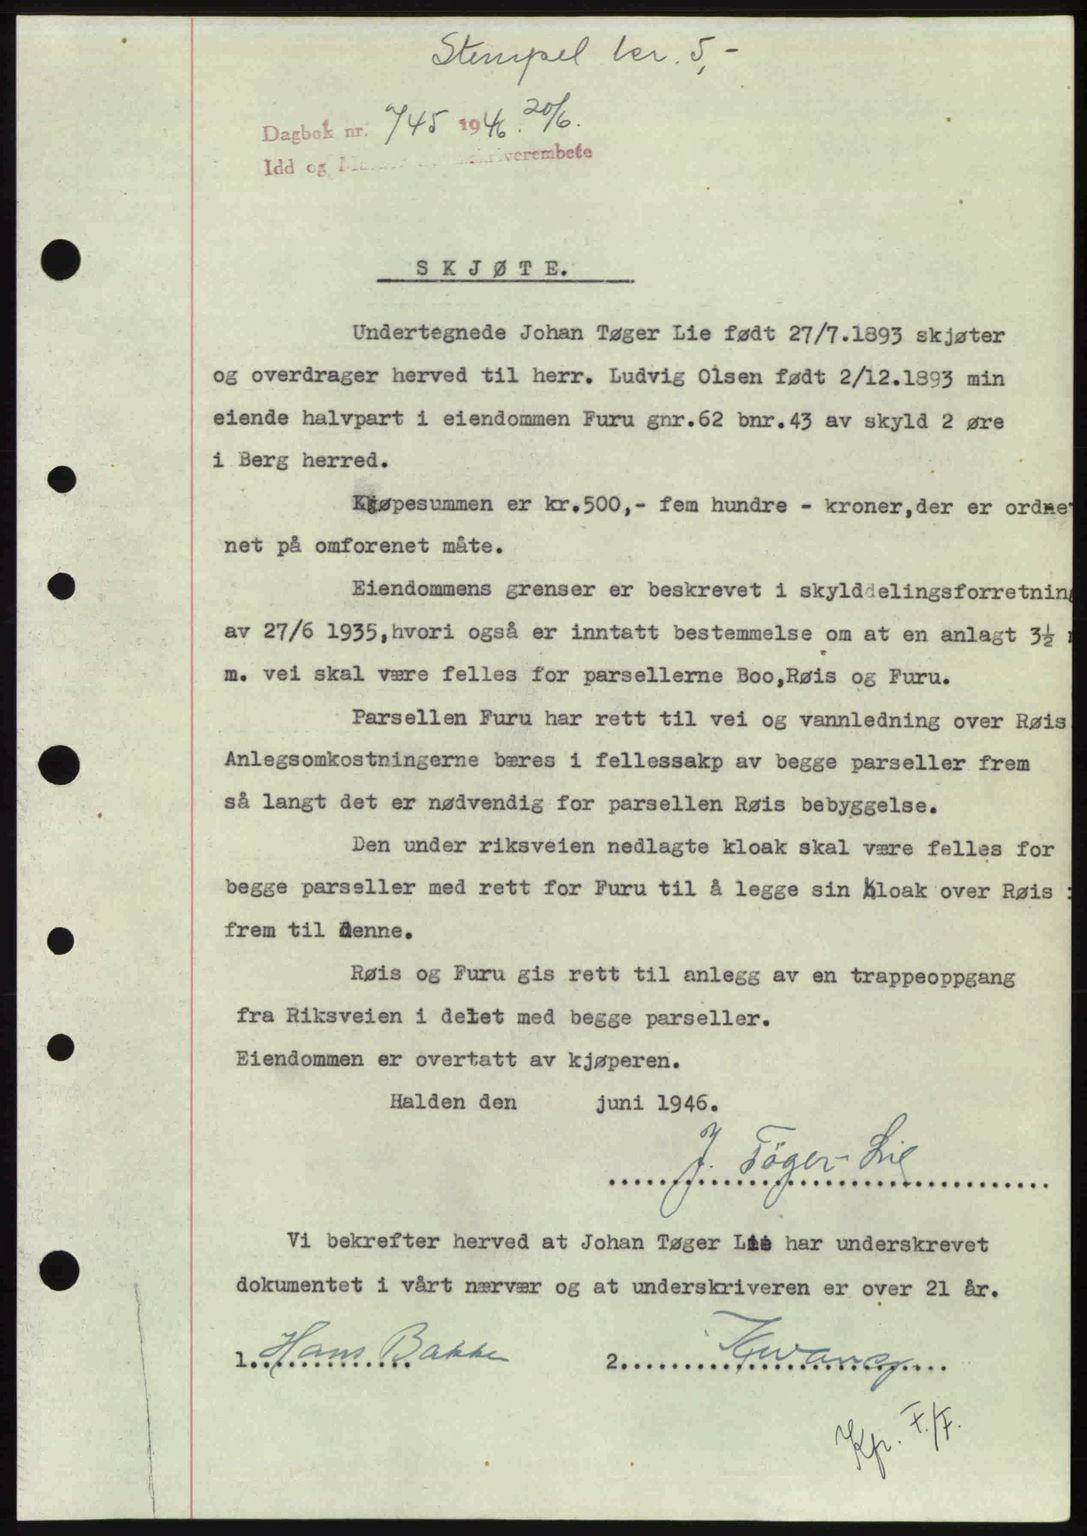 Stempel kr. 5,-
Dagbok nr. 745 1946. 20/6.
Idd og verembete
SKJØTE.
Undertegnede Johan Tøger Lie født 27/7.1893 skjøter
og overdrager herved til herr. Ludvig Olsen født 2/12.1893 min
eiende halvpart i eiendommen Furu gnr.62 bnr.43 av skyld 2 øre
i Berg herred.
Kjøpesummen er kr.500,- fem hundre - kroner,der er ordne
net på omforenet måte.
Eiendommens grenser er beskrevet i skylddelingsforretning
av 27/6 1935,hvori også er inntatt bestemmelse om at en anlagt 3½
m. vei skal være felles for parsellerne Boo,Røis og Furu.
Parsellen Furu har rett til vei og vannledning over Røis
Anlegsomkostningerne bæres i fellessakp av begge parseller frem
så langt det er nødvendig for parsellen Røis bebyggelse.
Den under riksveien nedlagte kloak skal være felles for
begge parseller med rett for Furu til å legge sin kloak over Røis
frem til denne.
Røis og Furu gis rett til anlegg av en trappeoppgang
fra Riksveien i delet med begge parseller.
Eiendommen er overtatt av kjøperen.
Halden den juni 1946.
J. Töger Lie
Vi bekrefter herved at Johan Tøger Lie har underskrevet
dokumentet i vårt nærvær og at underskriveren er over 21 år.
1. Hans Bakke 2.
Kp. F./F.